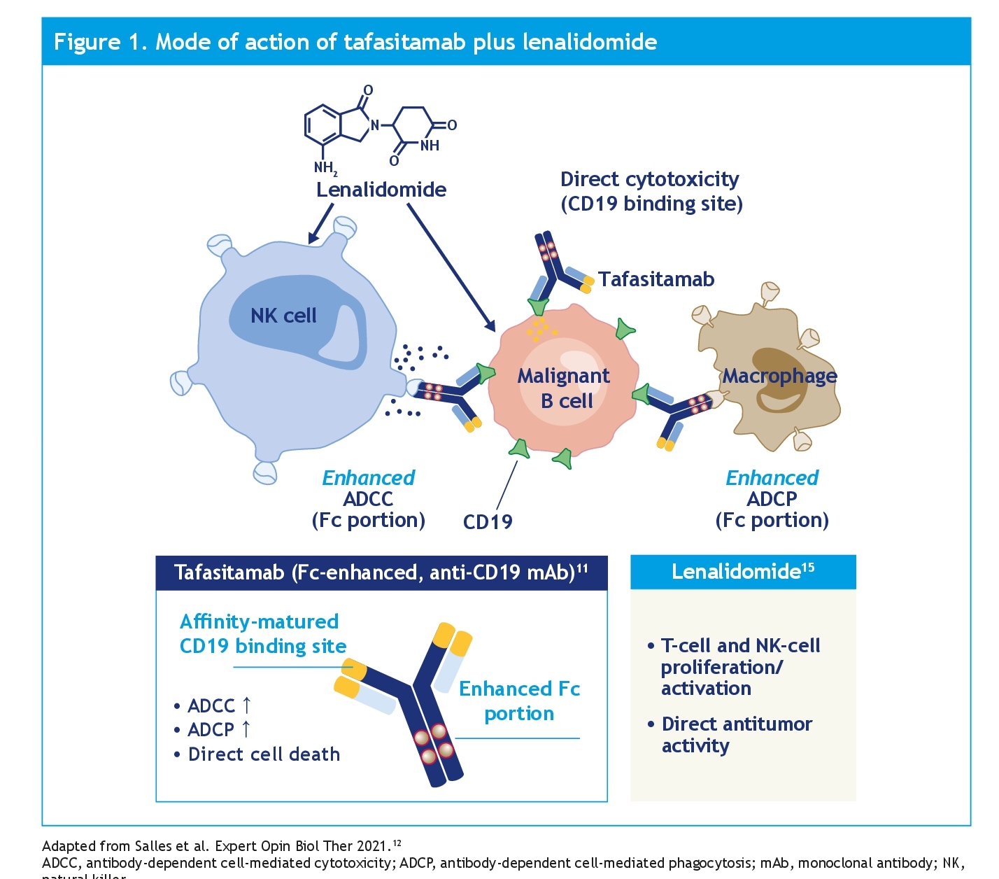 Figure 1. Mode of action of tafasitamab plus lenalidomide
O
N
O
NH
O
NH2
Lenalidomide
Direct cytotoxicity
(CD19 binding site)
Tafasitamab
NK cell
Malignant
B cell
Macrophage
Enhanced
ADCC
(Fc portion)
CD19
Enhanced
ADCP
(Fc portion)
Tafasitamab (Fc-enhanced, anti-CD19 mAb)¹¹
Affinity-matured
CD19 binding site
• ADCC ↑
• ADCP ↑
• Direct cell death
Enhanced Fc
portion
Lenalidomide¹⁵
• T-cell and NK-cell
proliferation/
activation
• Direct antitumor
activity
Adapted from Salles et al. Expert Opin Biol Ther 2021.¹²
ADCC, antibody-dependent cell-mediated cytotoxicity; ADCP, antibody-dependent cell-mediated phagocytosis; mAb, monoclonal antibody; NK,
natural killer